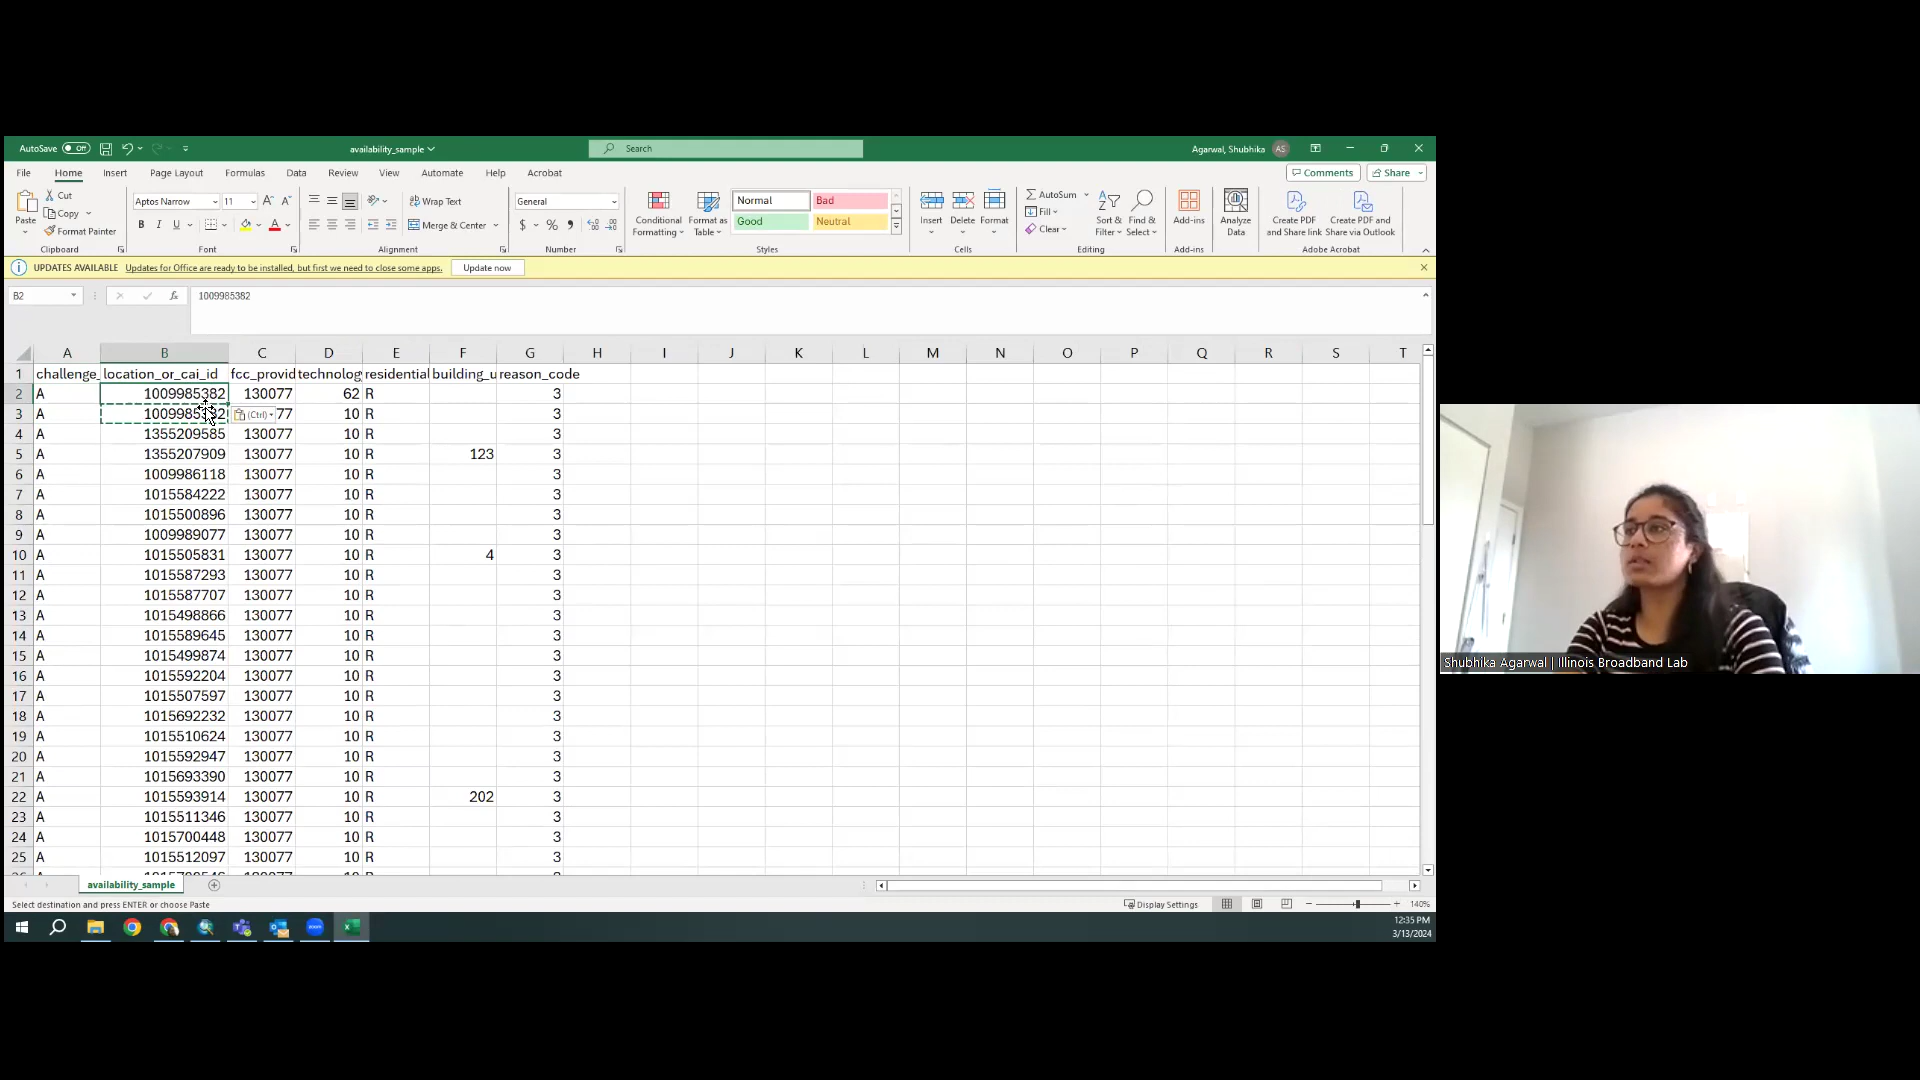 AutoSave Off availability_sample Search Agarwal, Shubhika AS
File Home Insert Page Layout Formulas Data Review View Automate Help Acrobat Comments Share
Paste Cut Copy Format Painter Clipboard
Aptos Narrow 11 B I U Font
Wrap Text Merge & Center Alignment
General $ % Number
Conditional Formatting Format as Table Normal Bad Good Neutral Styles
Insert Delete Format Cells
AutoSum Fill Clear Sort & Filter Find & Select Editing
Add-ins Add-ins
Analyze Data
Create PDF and Share link Create PDF and Share via Outlook Adobe Acrobat
UPDATES AVAILABLE Updates for Office are ready to be installed, but first we need to close some apps. Update now
B2 fx 1009985382
A B C D E F G H I J K L M N O P Q R S T
1 challenge_ location_or_cai_id fcc_provid technolog residential building_u reason_code
2 A 1009985382 130077 62 R 3
3 A (Ctrl) 77 10 R 3
4 A 1355209585 130077 10 R 3
5 A 1355207909 130077 10 R 123 3
6 A 1009986118 130077 10 R 3
7 A 1015584222 130077 10 R 3
8 A 1015500896 130077 10 R 3
9 A 1009989077 130077 10 R 3
10 A 1015505831 130077 10 R 4 3
11 A 1015587293 130077 10 R 3
12 A 1015587707 130077 10 R 3
13 A 1015498866 130077 10 R 3
14 A 1015589645 130077 10 R 3
15 A 1015499874 130077 10 R 3
16 A 1015592204 130077 10 R 3
17 A 1015507597 130077 10 R 3
18 A 1015692232 130077 10 R 3
19 A 1015510624 130077 10 R 3
20 A 1015592947 130077 10 R 3
21 A 1015693390 130077 10 R 3
22 A 1015593914 130077 10 R 202 3
23 A 1015511346 130077 10 R 3
24 A 1015700448 130077 10 R 3
25 A 1015512097 130077 10 R 3
availability_sample
Select destination and press ENTER or choose Paste Display Settings 140%
12:35 PM
3/13/2024
Shubhika Agarwal | Illinois Broadband Lab